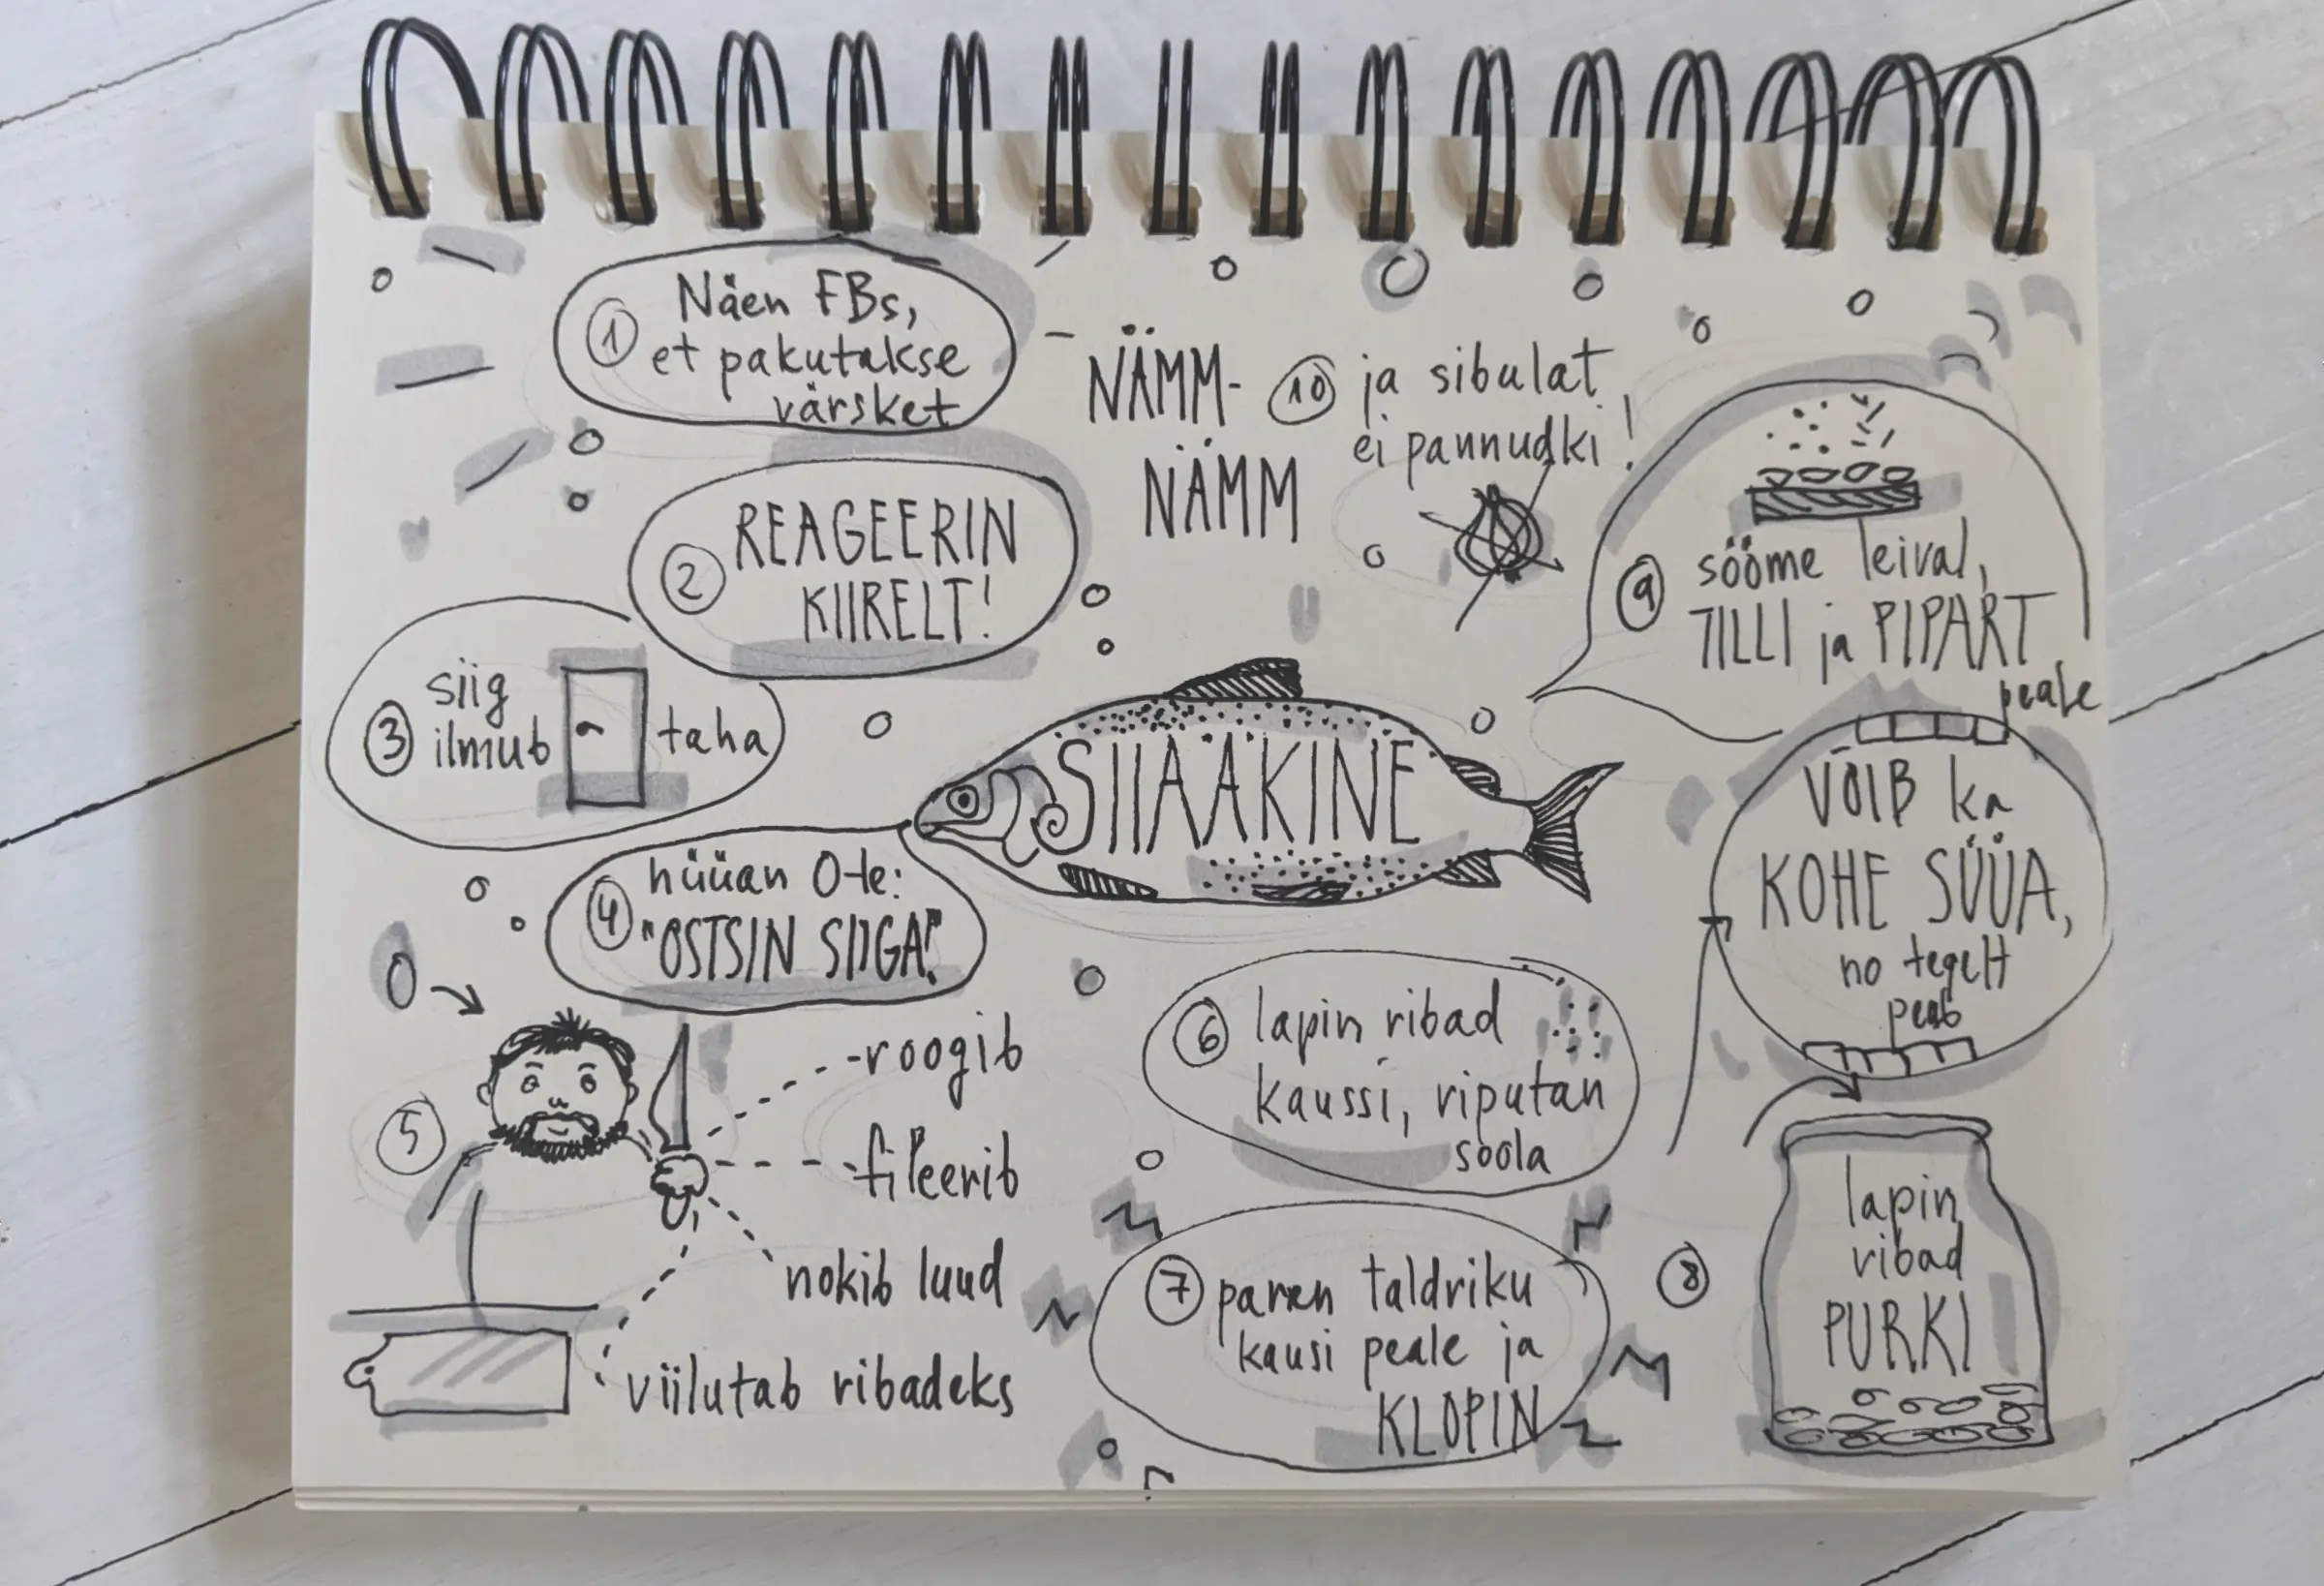 1 Näen FBs,
et pakutakse
värsket
2 REAGEERIN
KIIRELT!
3 siig
ilmub
taha
4 hüüan O-le:
"OSTSIN SIIGA!"
O
5
-roogib
fileerib
nokib luud
viilutab ribadeks
SIIAÄKINE
6 lapin ribad
kaussi, riputan
soola
7 panen taldriku
kausi peale ja
KLOPIN
8
lapin
ribad
PURKI
VÕIB ka
KOHE SÜÜA,
no tegelt
peab
9 sööme leival,
TILLI ja PIPART
peale
10 ja sibulat
ei pannudki!
NÄMM-
NÄMM